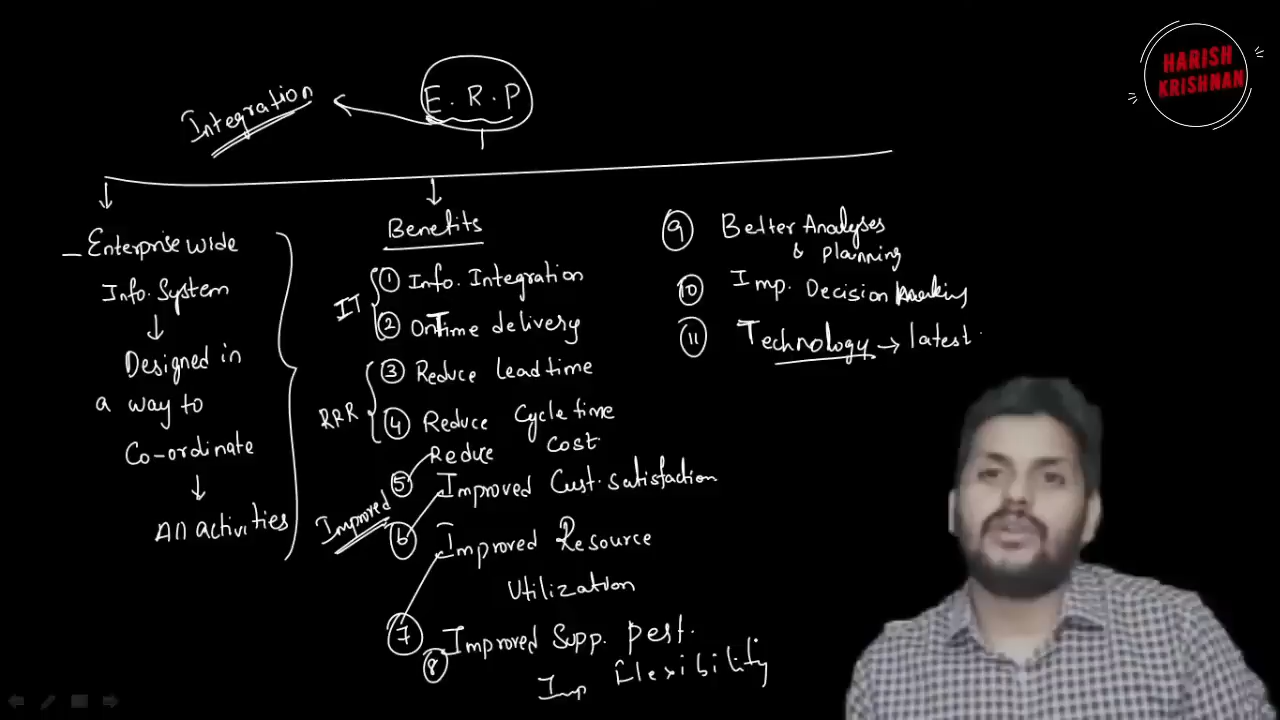 HARISH
KRISHNAN
E.R.P
Integration
Enterprise wide
Info. System
Designed in
a way to
Co-ordinate
All activities
Benefits
IT
① Info. Integration
② OnTime delivery
RRR
③ Reduce Lead time
④ Reduce Cycle time
Reduce Cost
Improved
⑤ Improved Cust. satisfaction
⑥ Improved Resource
Utilization
⑦ Improved Supp.
⑧ Imp Flexibility
⑨ Better Analyses
& planning
⑩ Imp. Decision making
⑪ Technology → latest